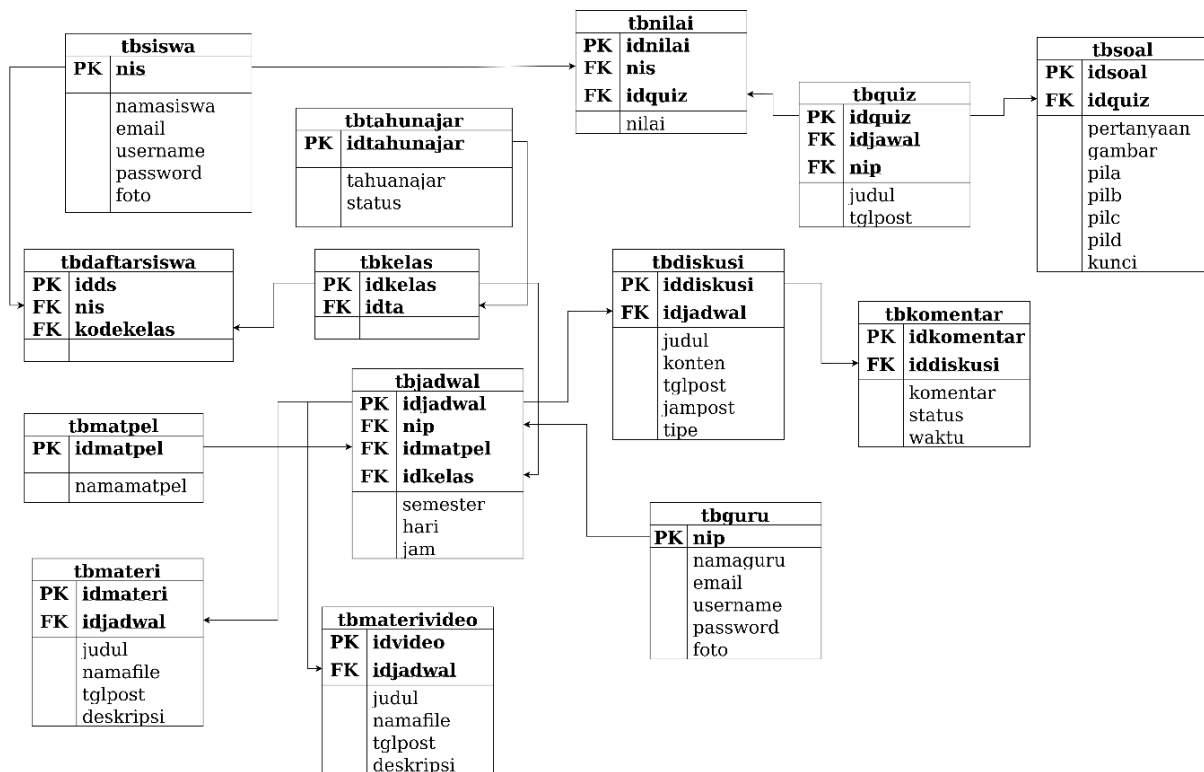 tbsiswa
PK nis
namasiswa
email
username
password
foto
tbtahunajar
PK idtahunajar
tahuanajar
status
tbnilai
PK idnilai
FK nis
FK idquiz
nilai
tbquiz
PK idquiz
FK idjawal
FK nip
judul
tglpost
tbsoal
PK idsoal
FK idquiz
pertanyaan
gambar
pila
pilb
pilc
pild
kunci
tbdaftarsiswa
PK idds
FK nis
FK kodekelas
tbkelas
PK idkelas
FK idta
tbdiskusi
PK iddiskusi
FK idjadwal
judul
konten
tglpost
jampost
tipe
tbkomentar
PK idkomentar
FK iddiskusi
komentar
status
waktu
tbmatpel
PK idmatpel
namamatpel
tbjadwal
PK idjadwal
FK nip
FK idmatpel
FK idkelas
semester
hari
jam
tbguru
PK nip
namaguru
email
username
password
foto
tbmateri
PK idmateri
FK idjadwal
judul
namafile
tglpost
deskripsi
tbmaterivideo
PK idvideo
FK idjadwal
judul
namafile
tglpost
deskripsi